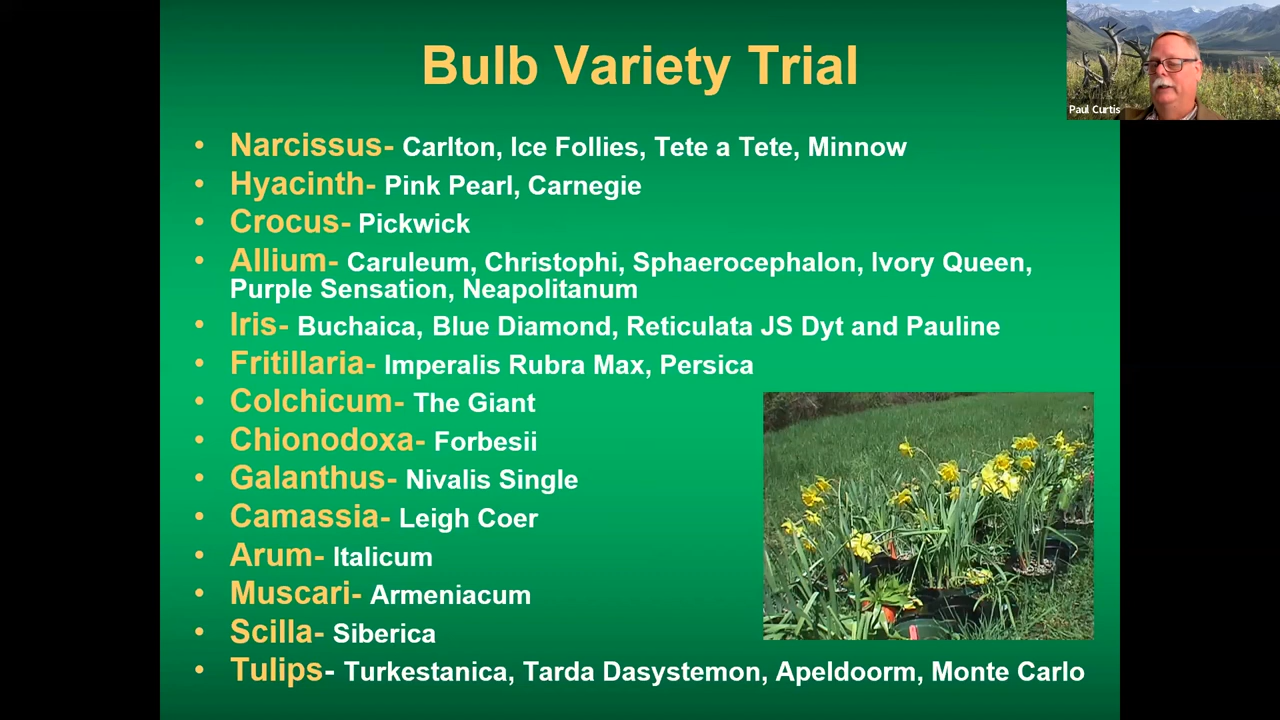 Bulb Variety Trial
Paul Curtis
• Narcissus- Carlton, Ice Follies, Tete a Tete, Minnow
• Hyacinth- Pink Pearl, Carnegie
• Crocus- Pickwick
• Allium- Caruleum, Christophi, Sphaerocephalon, Ivory Queen,
Purple Sensation, Neapolitanum
• Iris- Buchaica, Blue Diamond, Reticulata JS Dyt and Pauline
• Fritillaria- Imperalis Rubra Max, Persica
• Colchicum- The Giant
• Chionodoxa- Forbesii
• Galanthus- Nivalis Single
• Camassia- Leigh Coer
• Arum- Italicum
• Muscari- Armeniacum
• Scilla- Siberica
• Tulips- Turkestanica, Tarda Dasystemon, Apeldoorm, Monte Carlo